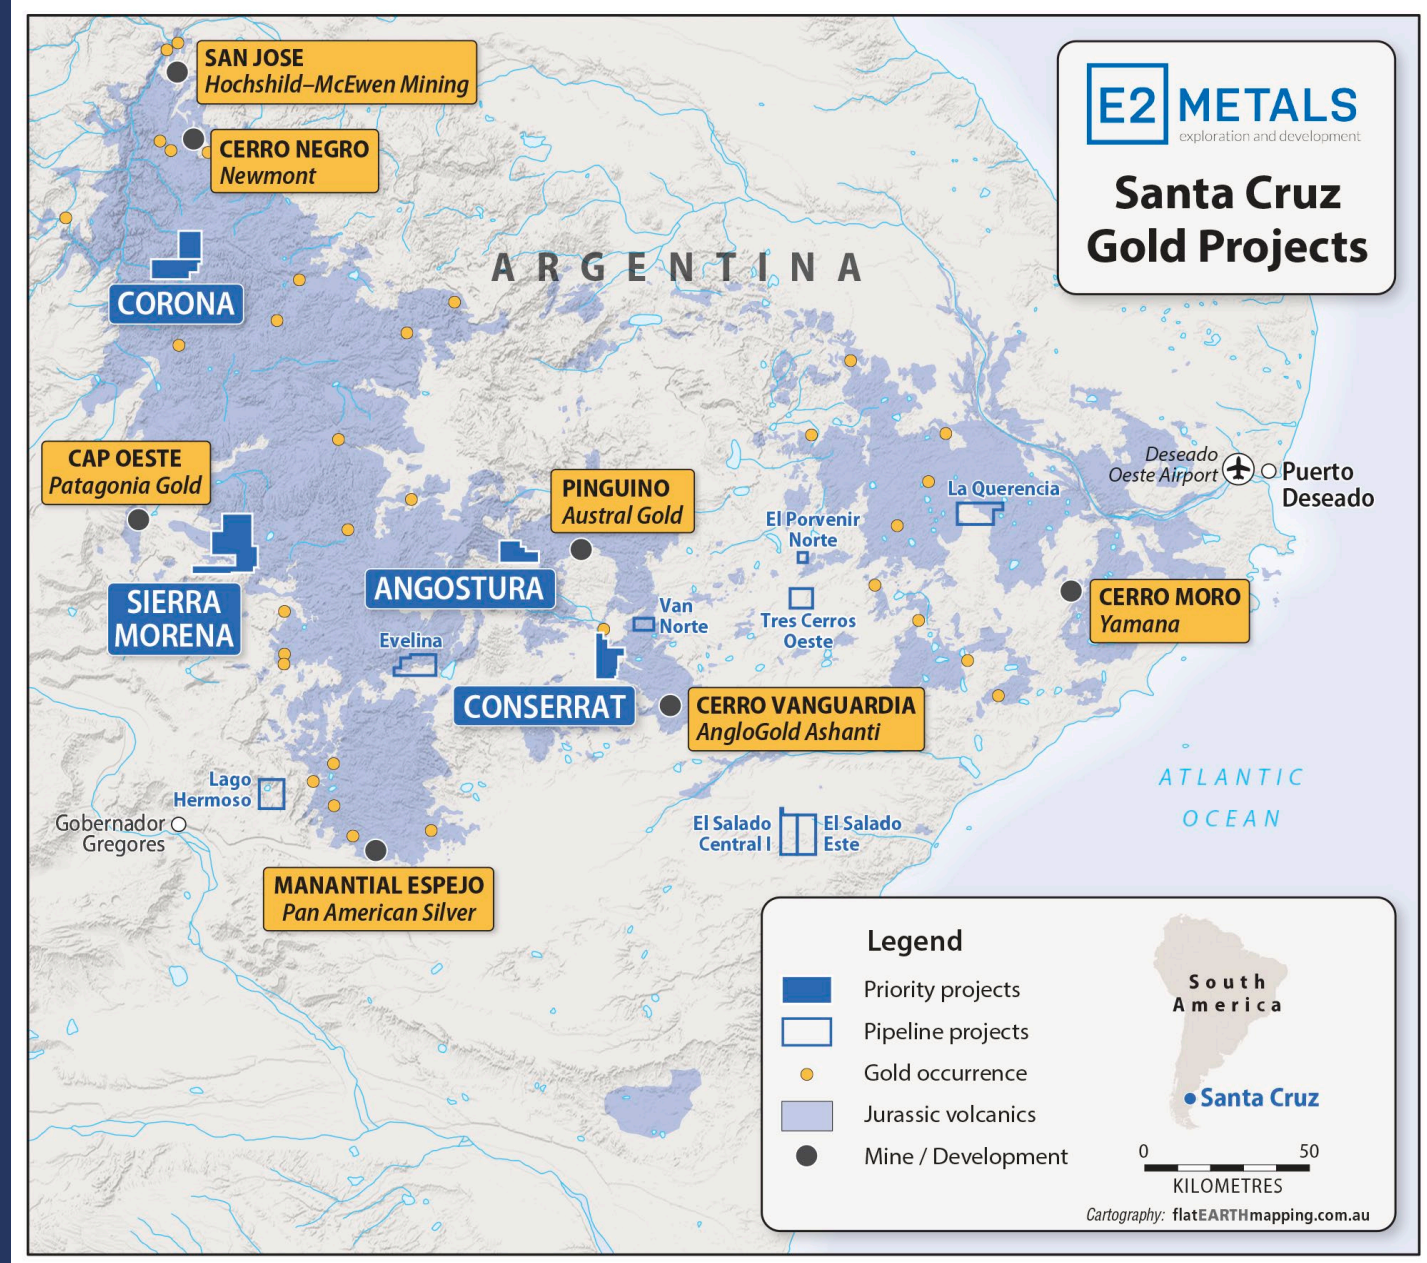 SAN JOSE
Hochshild–McEwen Mining
CERRO NEGRO
Newmont
E2 METALS
exploration and development
Santa Cruz
Gold Projects
ARGENTINA
CORONA
CAP OESTE
Patagonia Gold
PINGUINO
Austral Gold
Deseado
Oeste Airport
Puerto
Deseado
La Querencia
El Porvenir
Norte
SIERRA
MORENA
ANGOSTURA
Van
Norte
Tres Cerros
Oeste
CERRO MORO
Yamana
Evelina
CONSERRAT
CERRO VANGUARDIA
AngloGold Ashanti
Lago
Hermoso
Gobernador
Gregores
El Salado
Central I
El Salado
Este
ATLANTIC
OCEAN
MANANTIAL ESPEJO
Pan American Silver
Legend
Priority projects
Pipeline projects
Gold occurrence
Jurassic volcanics
Mine / Development
South
America
Santa Cruz
0 50
KILOMETRES
Cartography: flatEARTHmapping.com.au